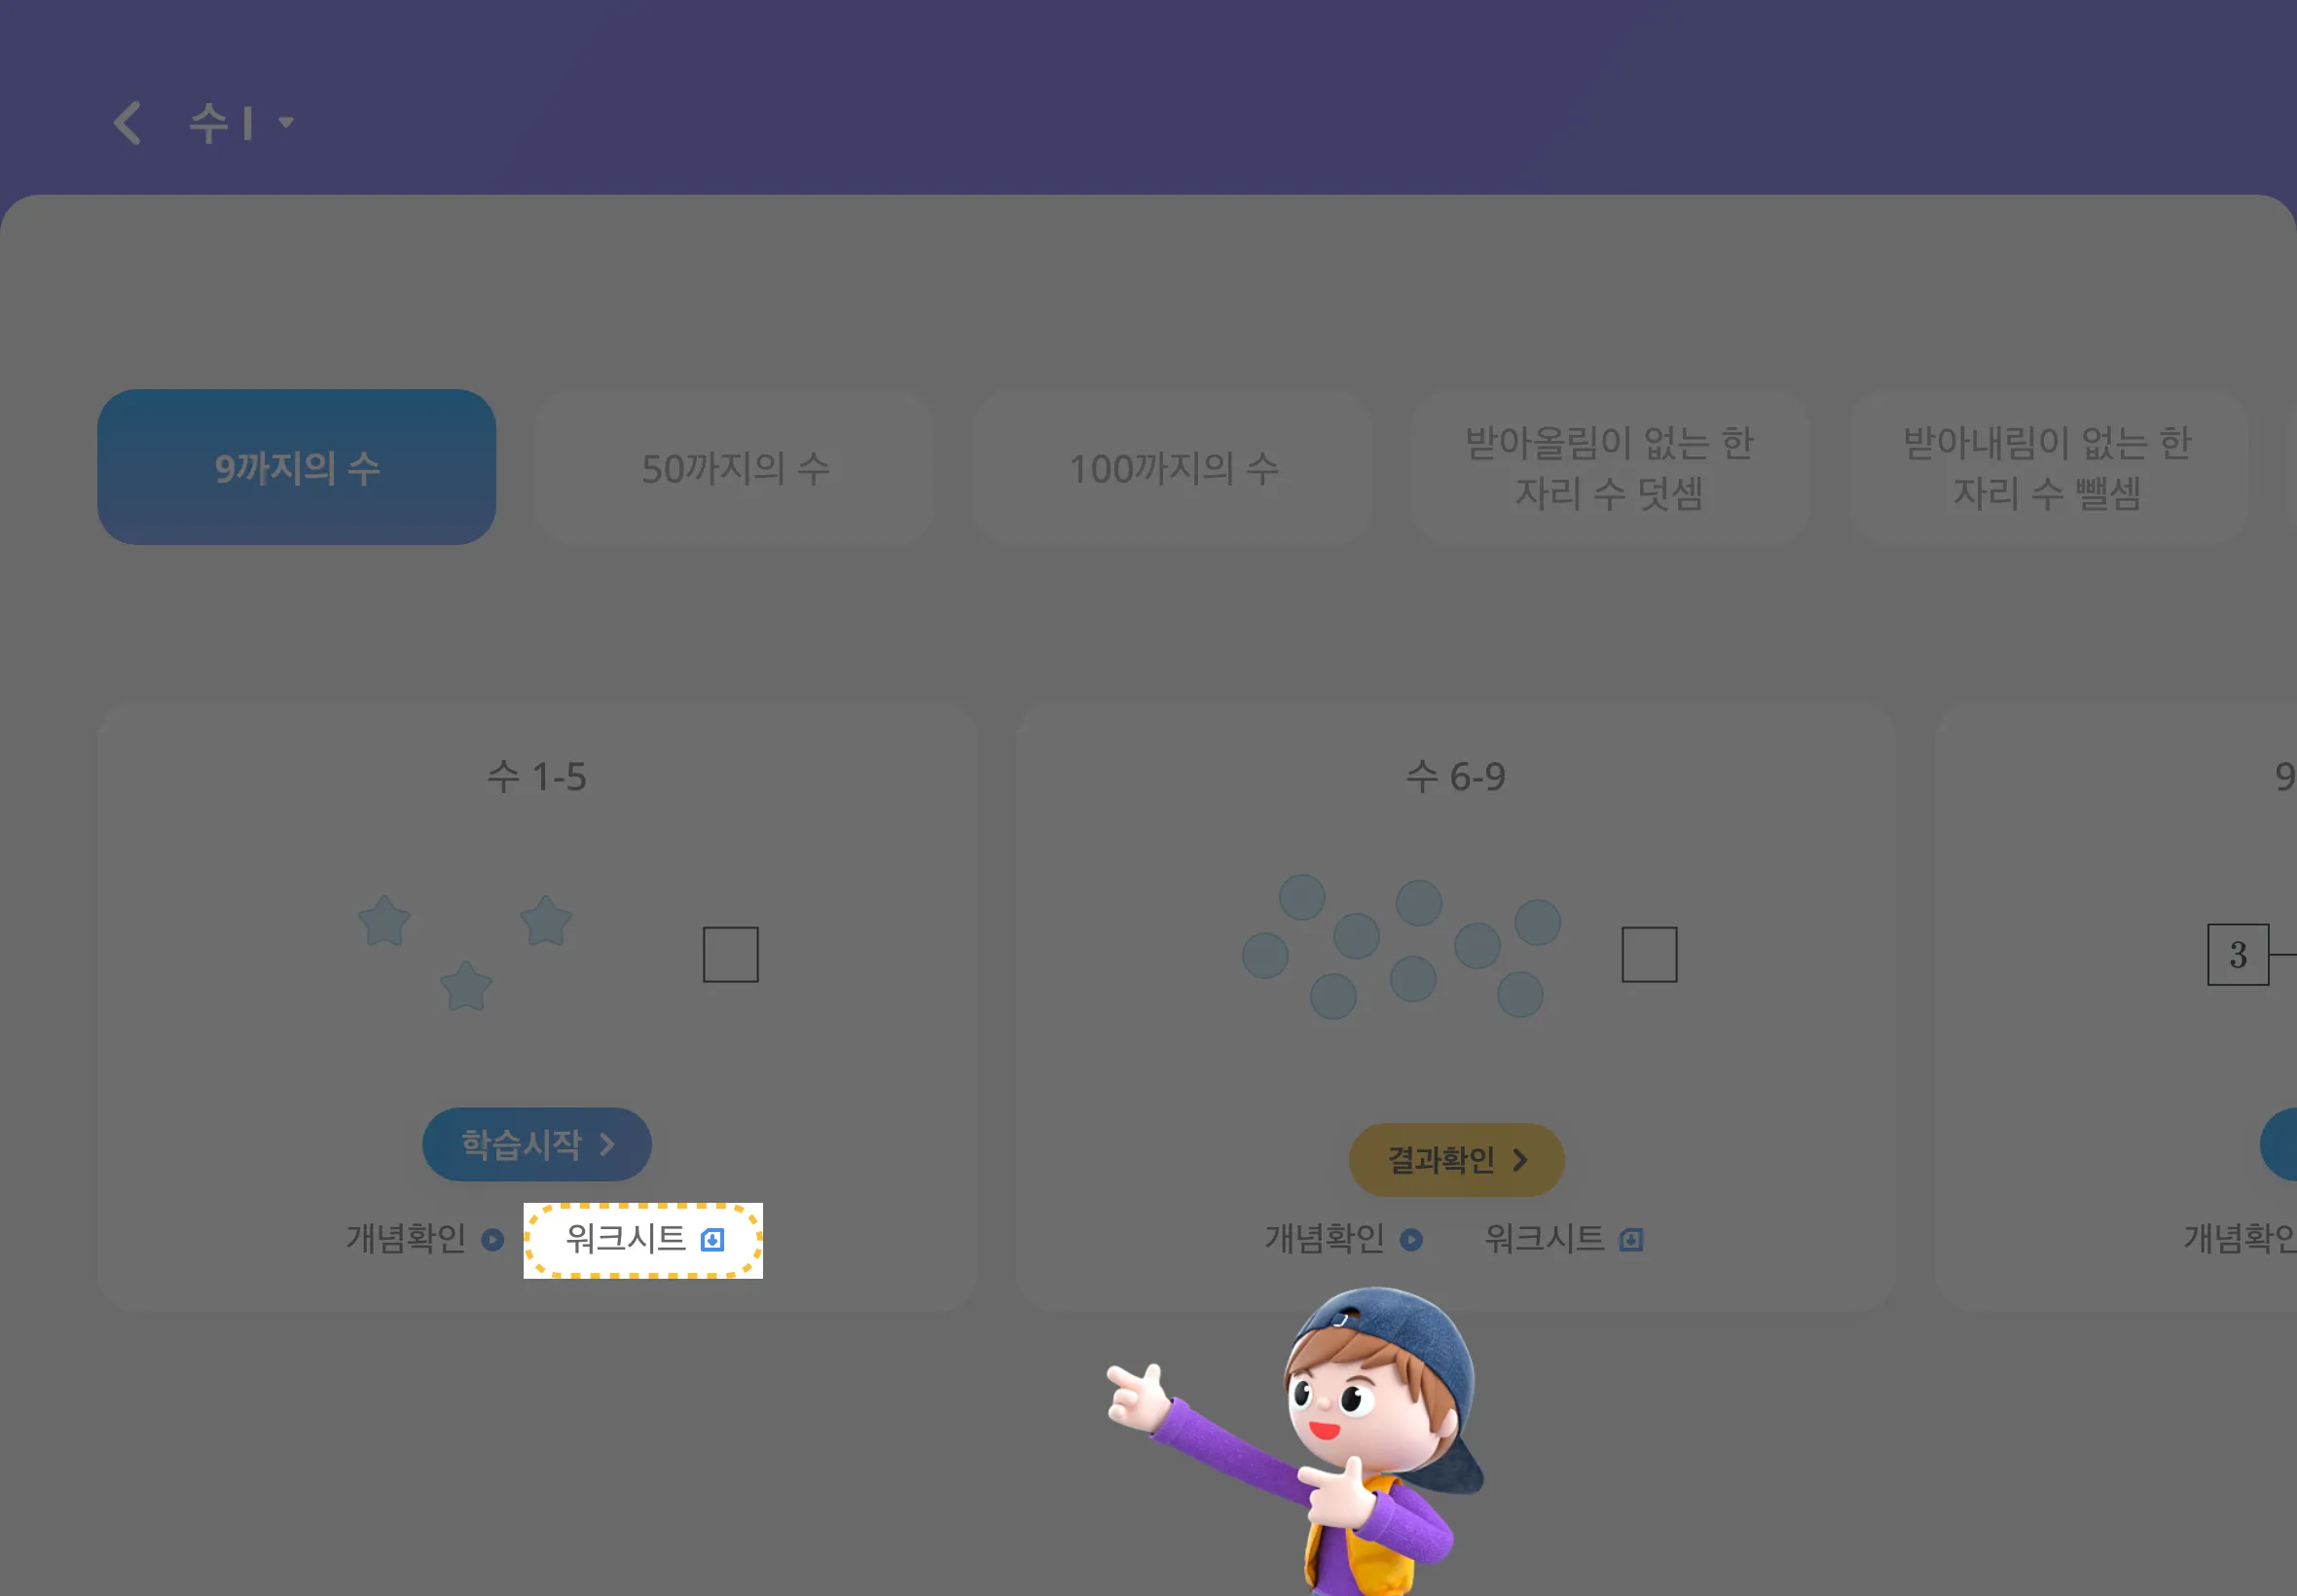 수 I
9까지의 수
50까지의 수
100까지의 수
받아올림이 없는 한
자리 수 덧셈
받아내림이 없는 한
자리 수 뺄셈
수 1-5
수 6-9
9
3
학습시작
결과확인
개념확인
워크시트
개념확인
워크시트
개념확인